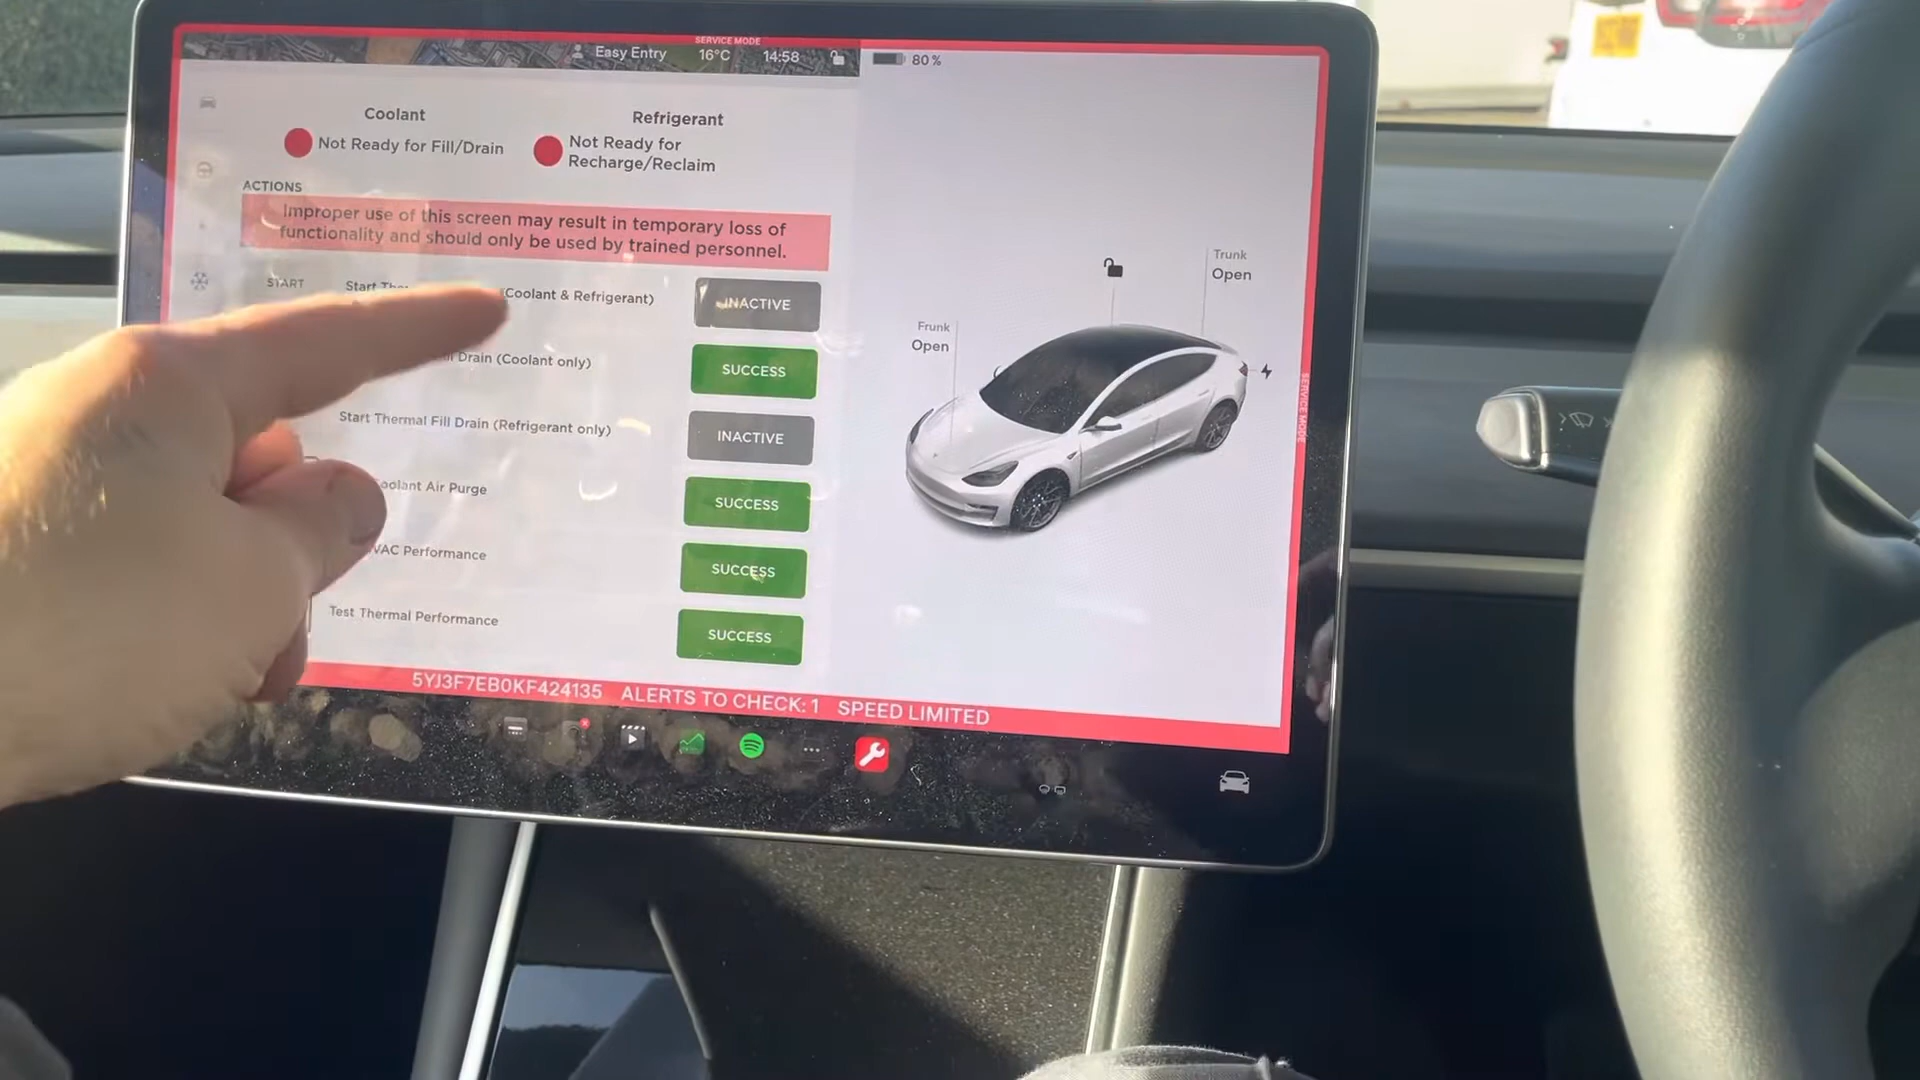 SERVICE MODE
Easy Entry 16°C 14:58
80%
Coolant
Not Ready for Fill/Drain
Refrigerant
Not Ready for
Recharge/Reclaim
ACTIONS
Improper use of this screen may result in temporary loss of
functionality and should only be used by trained personnel.
START Start (Coolant & Refrigerant) INACTIVE
Drain (Coolant only) SUCCESS
Start Thermal Fill Drain (Refrigerant only) INACTIVE
Coolant Air Purge SUCCESS
Performance SUCCESS
Test Thermal Performance SUCCESS
Trunk
Open
Frunk
Open
SERVICE MODE
5YJ3F7EB0KF424135 ALERTS TO CHECK: 1 SPEED LIMITED